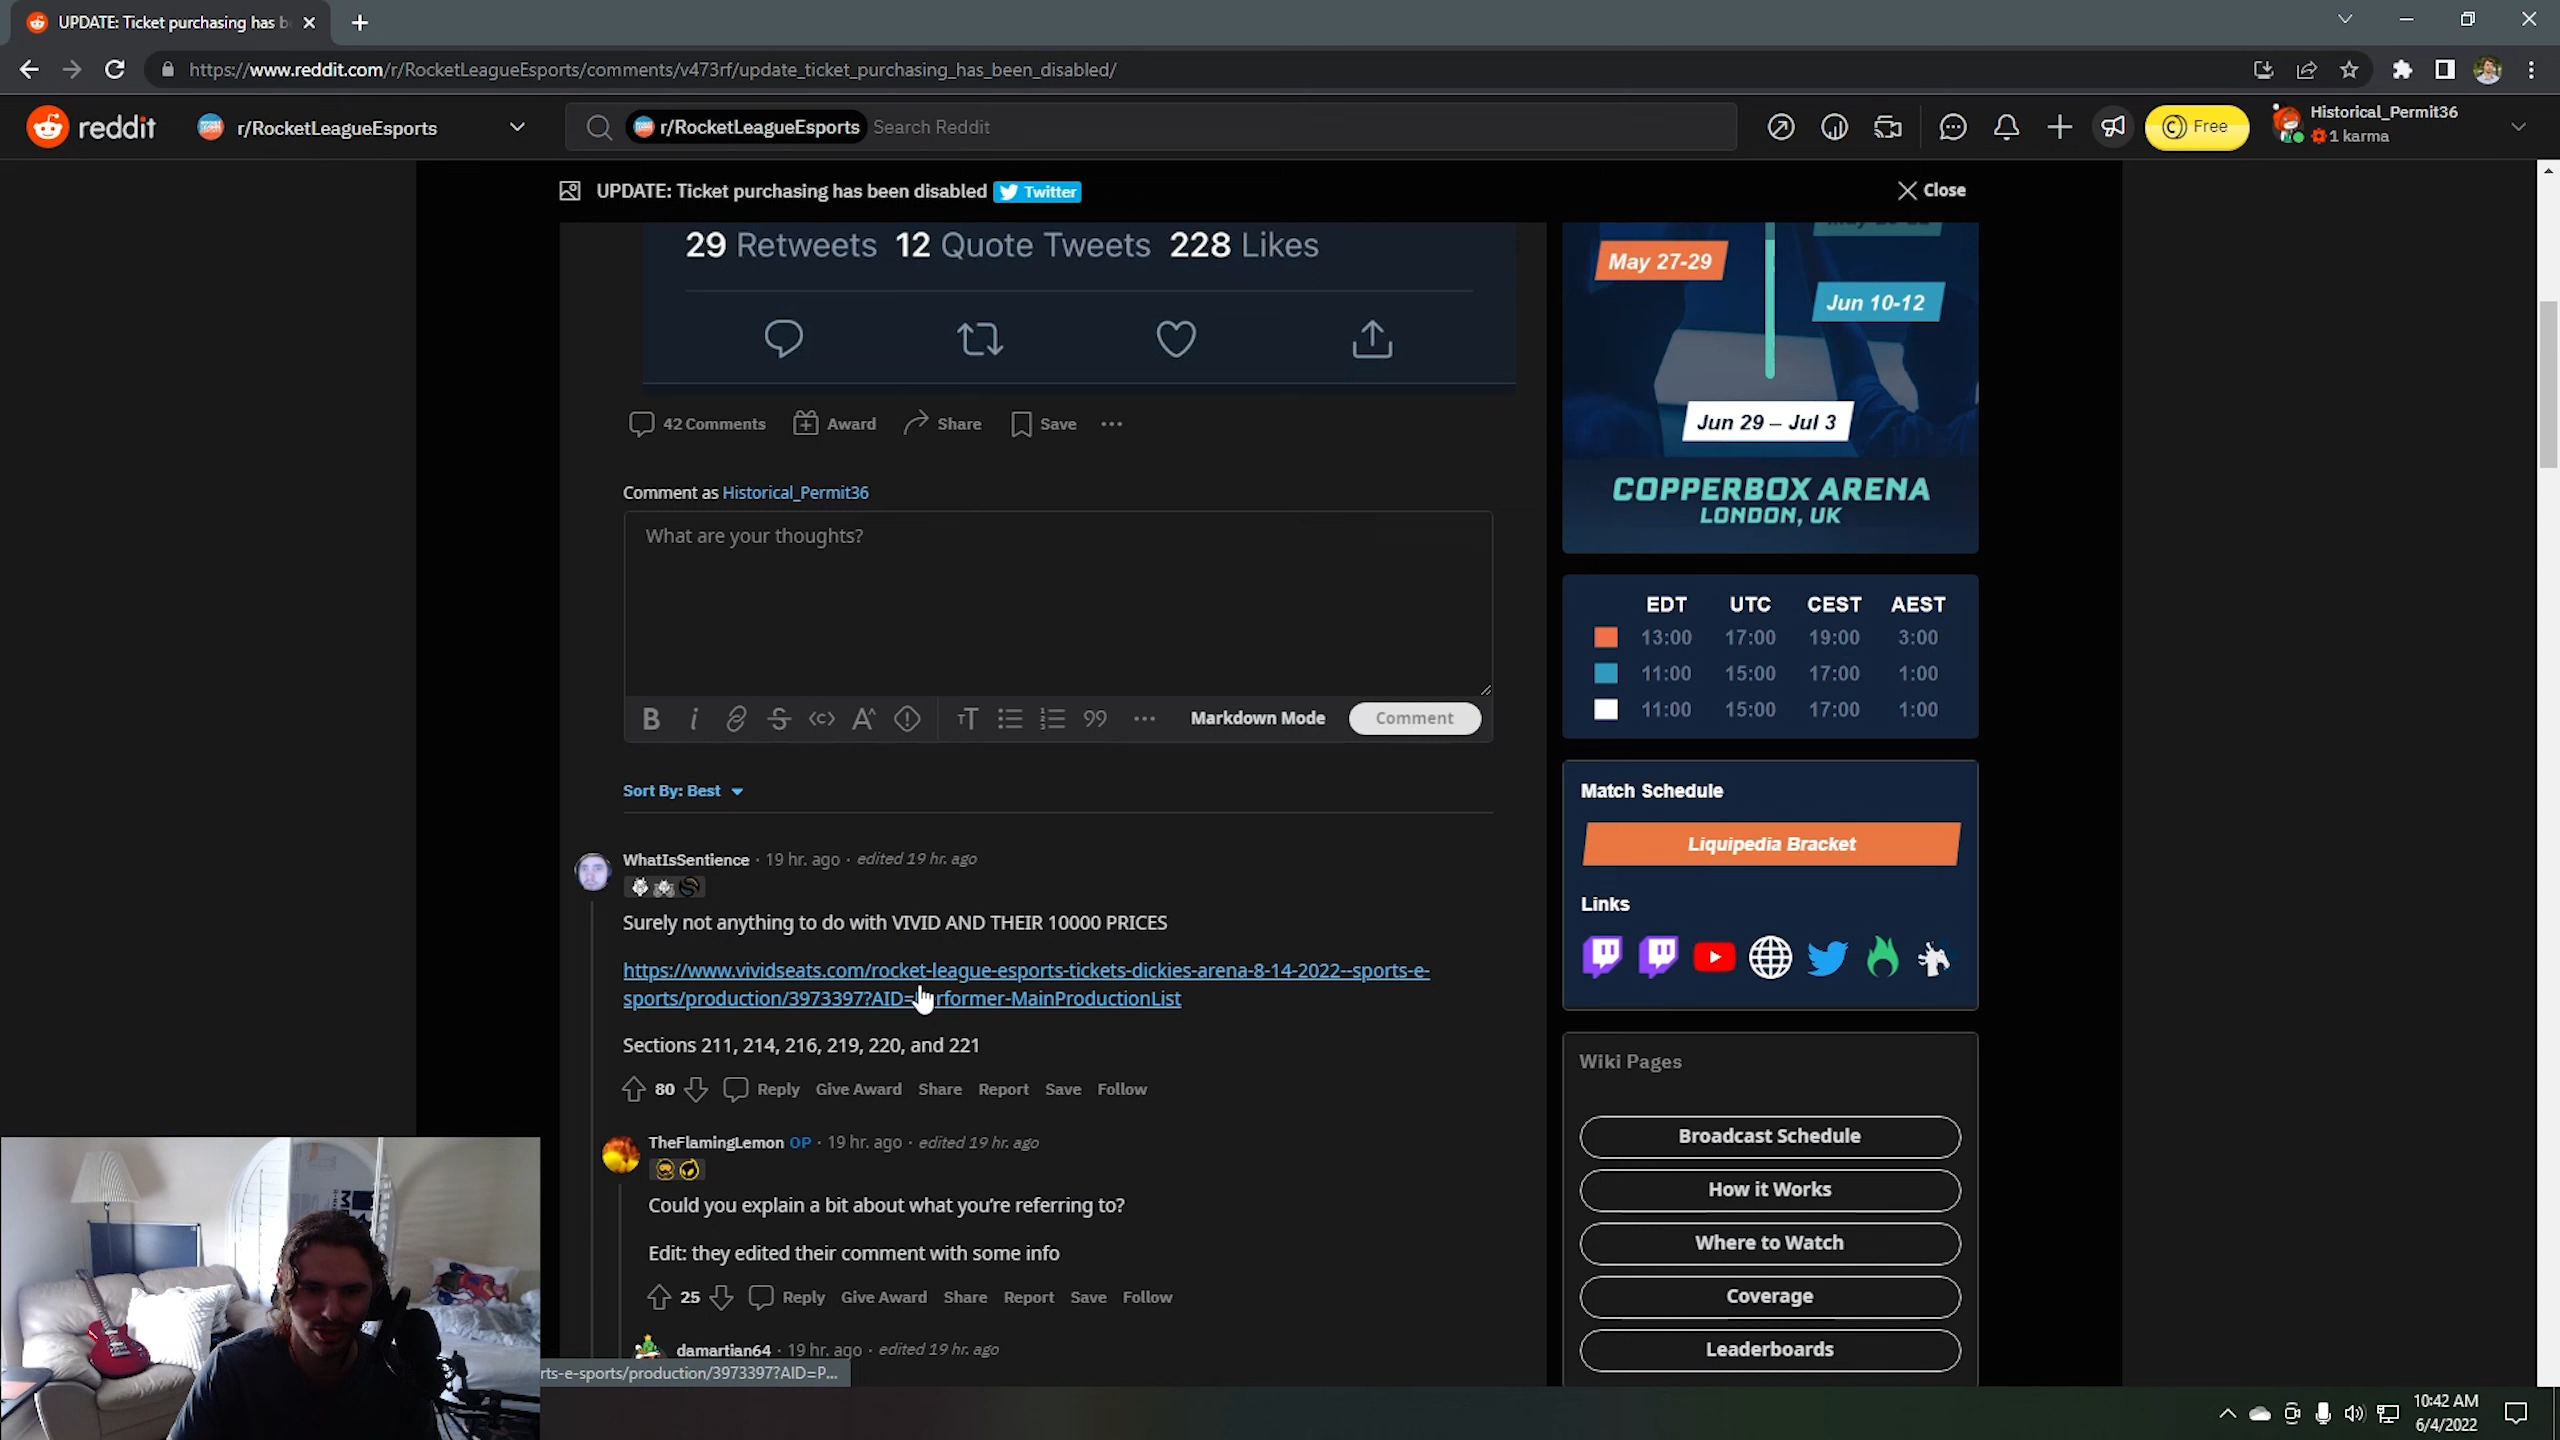 UPDATE: Ticket purchasing has b
https://www.reddit.com/r/RocketLeagueEsports/comments/v473rf/update_ticket_purchasing_has_been_disabled/
reddit
r/RocketLeagueEsports
r/RocketLeagueEsports
Search Reddit
Free
Historical_Permit36
1 karma
UPDATE: Ticket purchasing has been disabled Twitter
Close
29 Retweets 12 Quote Tweets 228 Likes
42 Comments Award Share Save
Comment as Historical_Permit36
What are your thoughts?
Markdown Mode Comment
Sort By: Best
WhatIsSentience · 19 hr. ago · edited 19 hr. ago
Surely not anything to do with VIVID AND THEIR 10000 PRICES
https://www.vividseats.com/rocket-league-esports-tickets-dickies-arena-8-14-2022--sports-e-
sports/production/3973397?AID= rformer-MainProductionList
Sections 211, 214, 216, 219, 220, and 221
80 Reply Give Award Share Report Save Follow
TheFlamingLemon OP · 19 hr. ago · edited 19 hr. ago
Could you explain a bit about what you're referring to?
Edit: they edited their comment with some info
25 Reply Give Award Share Report Save Follow
damartian64 · 19 hr. ago · edited 19 hr. ago
rts-e-sports/production/3973397?AID=P...
May 27-29
Jun 10-12
Jun 29 – Jul 3
COPPERBOX ARENA
LONDON, UK
EDT UTC CEST AEST
13:00 17:00 19:00 3:00
11:00 15:00 17:00 1:00
11:00 15:00 17:00 1:00
Match Schedule
Liquipedia Bracket
Links
Wiki Pages
Broadcast Schedule
How it Works
Where to Watch
Coverage
Leaderboards
10:42 AM
6/4/2022